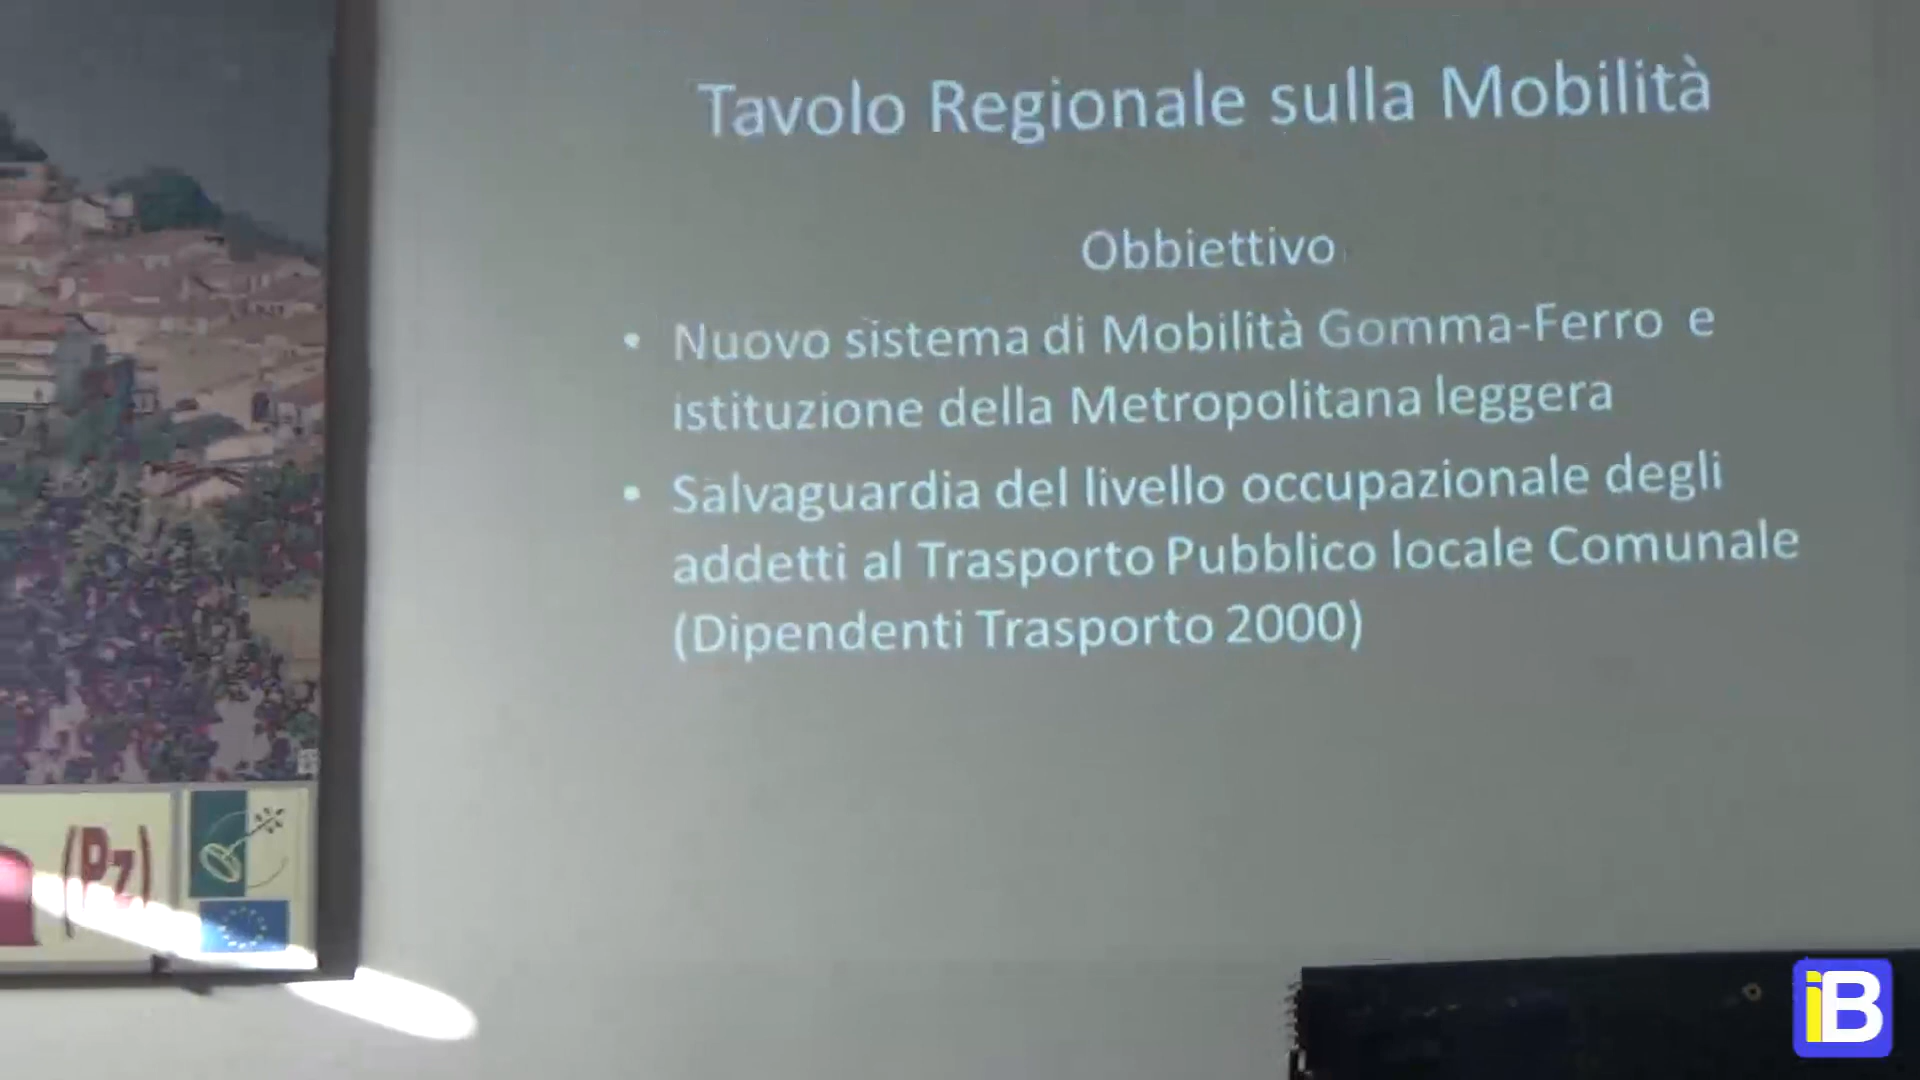 Tavolo Regionale sulla Mobilità
Obbiettivo
• Nuovo sistema di Mobilità Gomma-Ferro e
istituzione della Metropolitana leggera
• Salvaguardia del livello occupazionale degli
addetti al Trasporto Pubblico locale Comunale
(Dipendenti Trasporto 2000)
(Pz)
iB